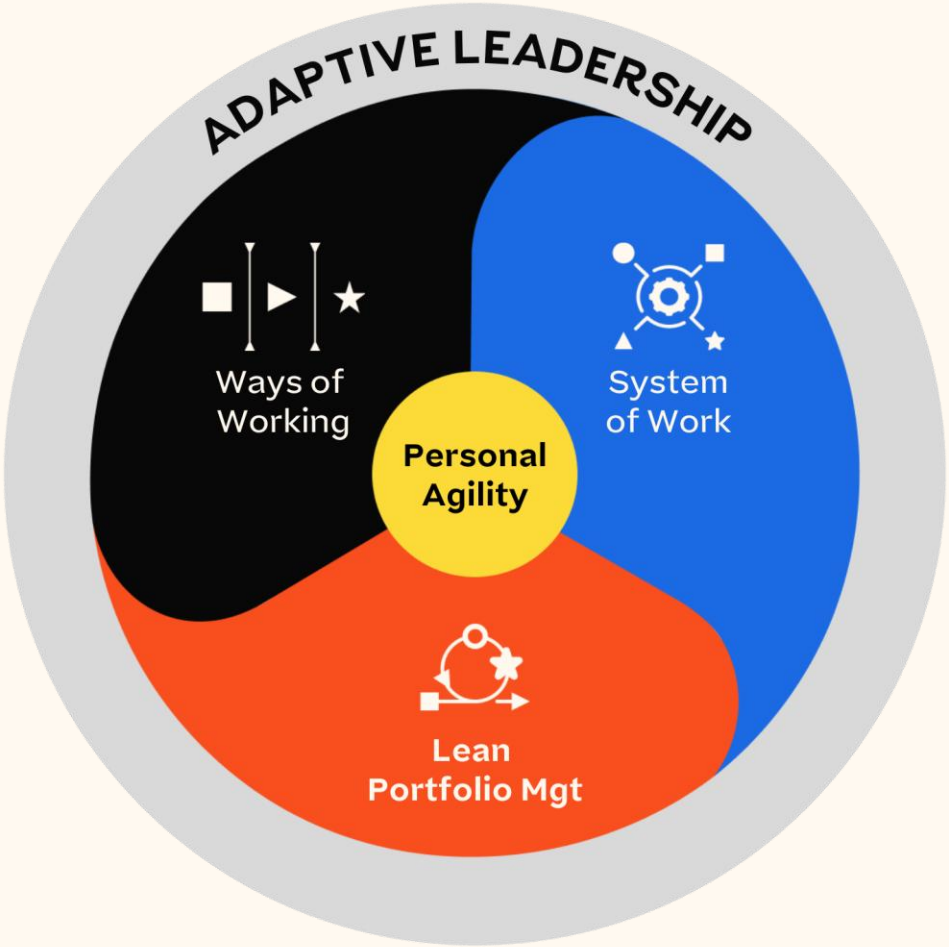 ADAPTIVE LEADERSHIP
Ways of
Working
System
of Work
Personal
Agility
Lean
Portfolio Mgt